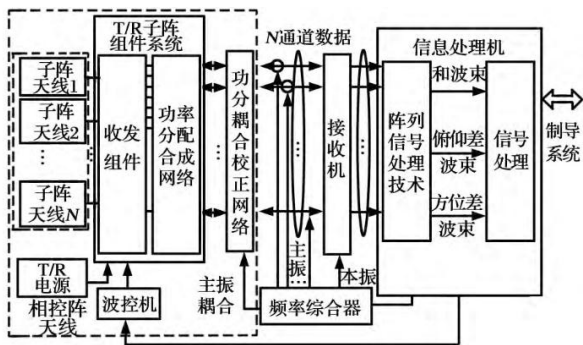 T/R子阵
组件系统
子阵
天线1
子阵
天线2
⋮
子阵
天线N
收发
组件
功率
分配
合成
网络
T/R
电源
波控机
相控阵
天线
功
分
耦
合
校
正
网
络
主振
耦合
N通道数据
接
收
机
主
振
本振
频率综合器
信息处理机
阵列
信号
处理
技术
和波束
俯仰差
波束
方位差
波束
信号
处理
制导
系统